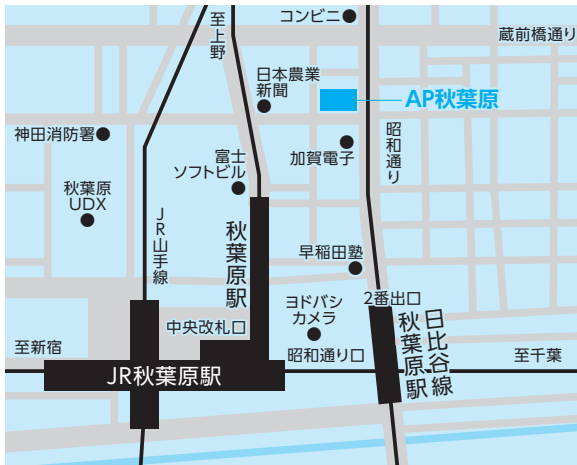 コンビニ
至上野
蔵前橋通り
日本農業
新聞
AP秋葉原
神田消防署
昭和通り
加賀電子
富士
ソフトビル
秋葉原
UDX
JR山手線
秋葉原駅
早稲田塾
2番出口
ヨドバシ
カメラ
中央改札口
日比谷線
秋葉原駅
至新宿
昭和通り口
至千葉
JR秋葉原駅